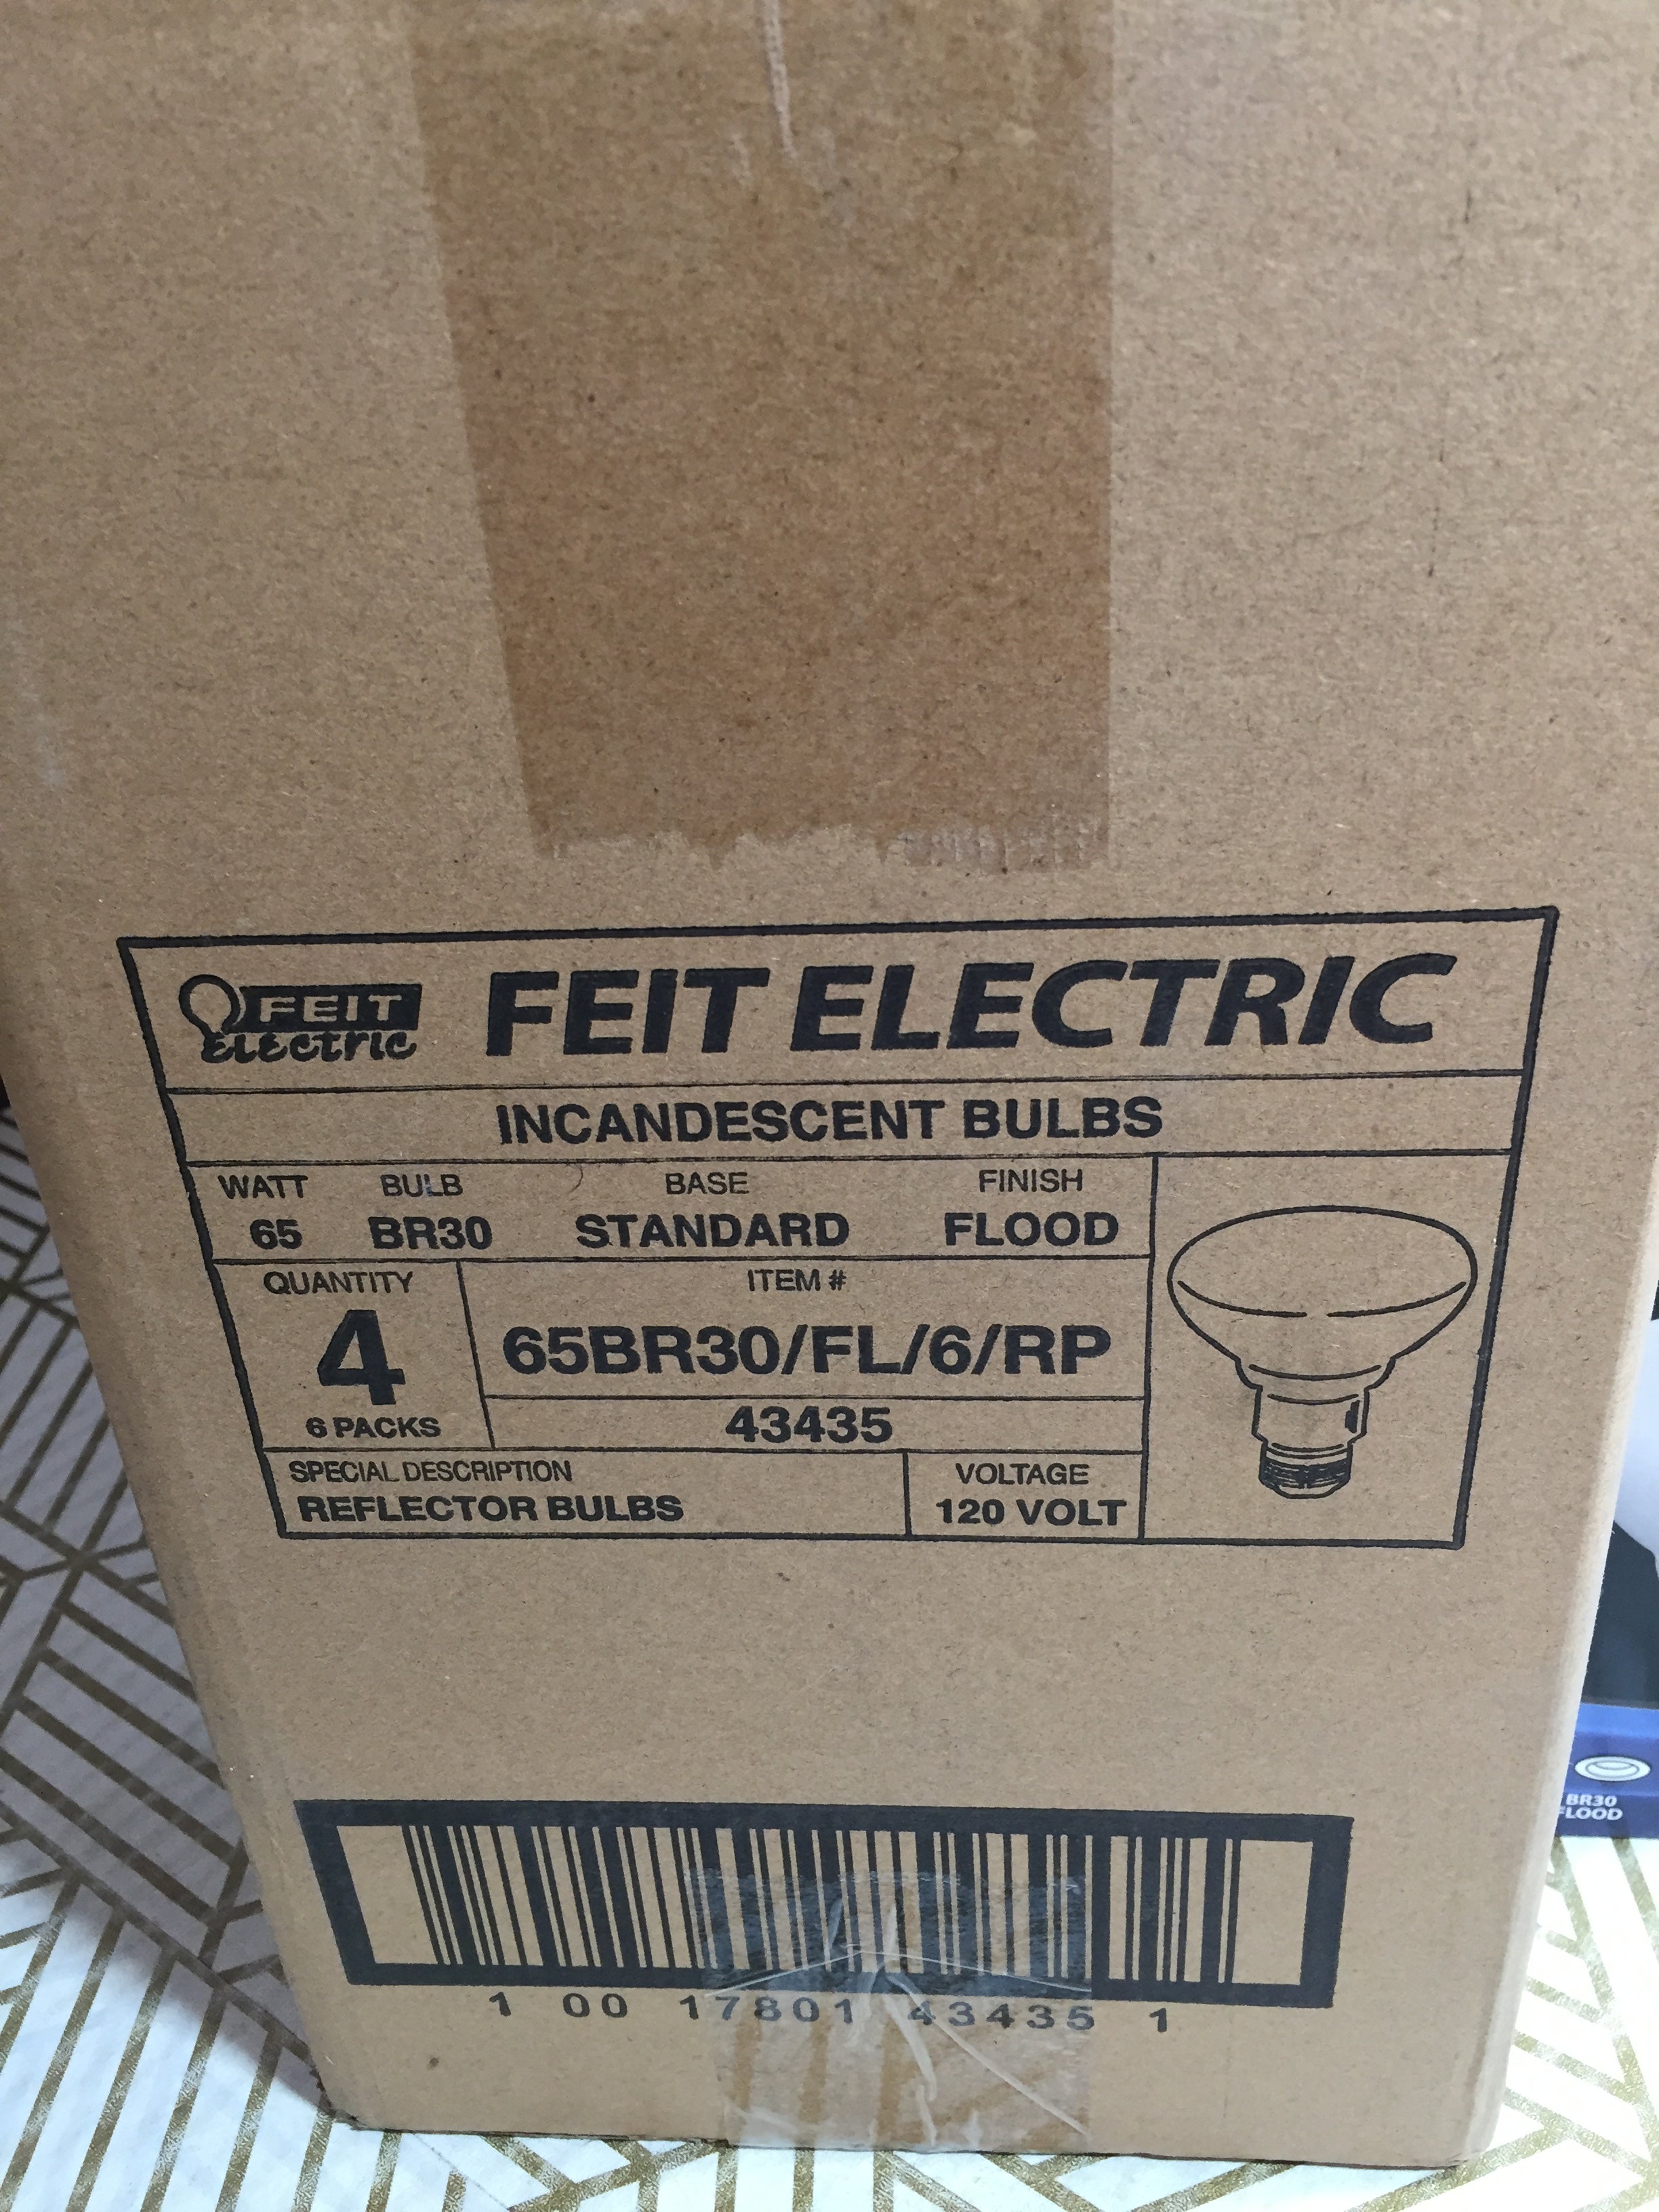 FEIT
Electric
FEIT ELECTRIC
INCANDESCENT BULBS
WATT BULB BASE FINISH
65 BR30 STANDARD FLOOD
QUANTITY ITEM #
4 65BR30/FL/6/RP
6 PACKS 43435
SPECIAL DESCRIPTION VOLTAGE
REFLECTOR BULBS 120 VOLT
1 00 17801 43435 1
BR30
FLOOD